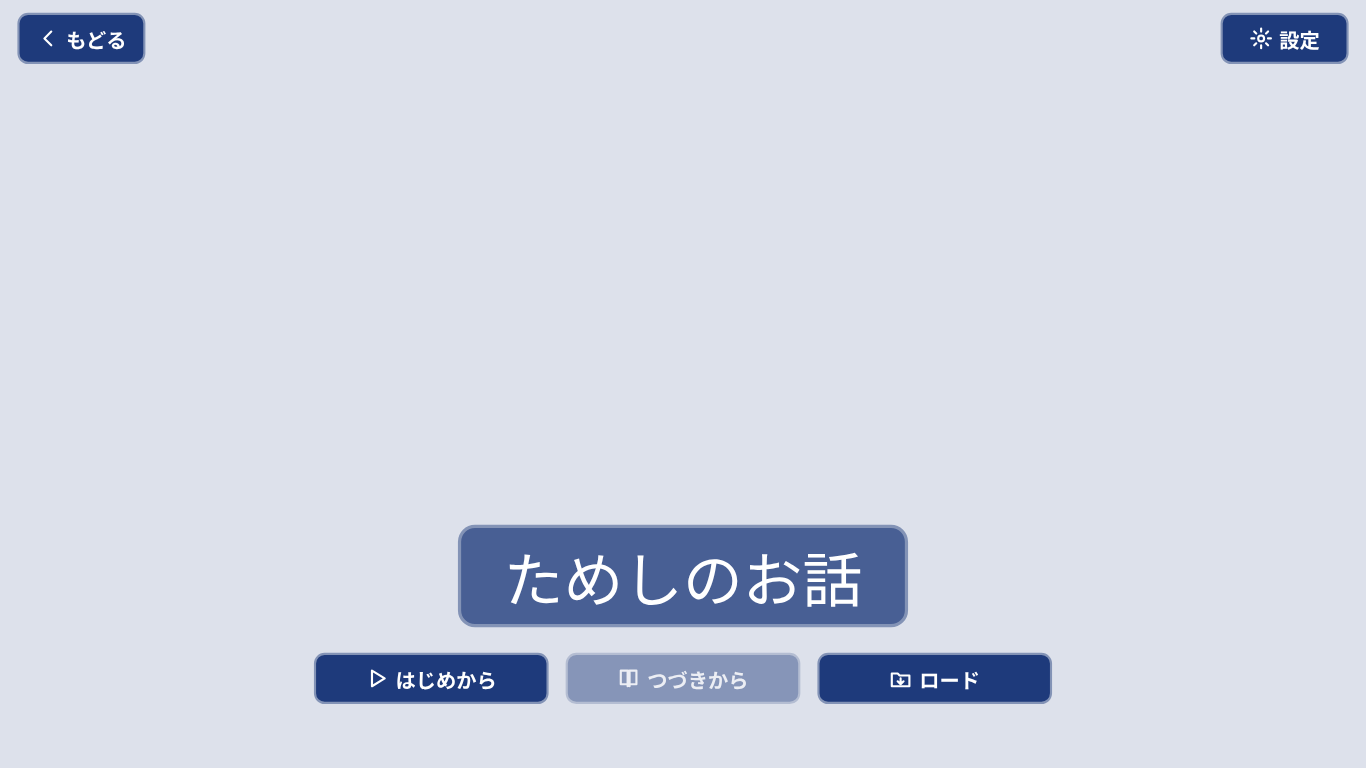 もどる
設定
ためしのお話
はじめから
つづきから
ロード